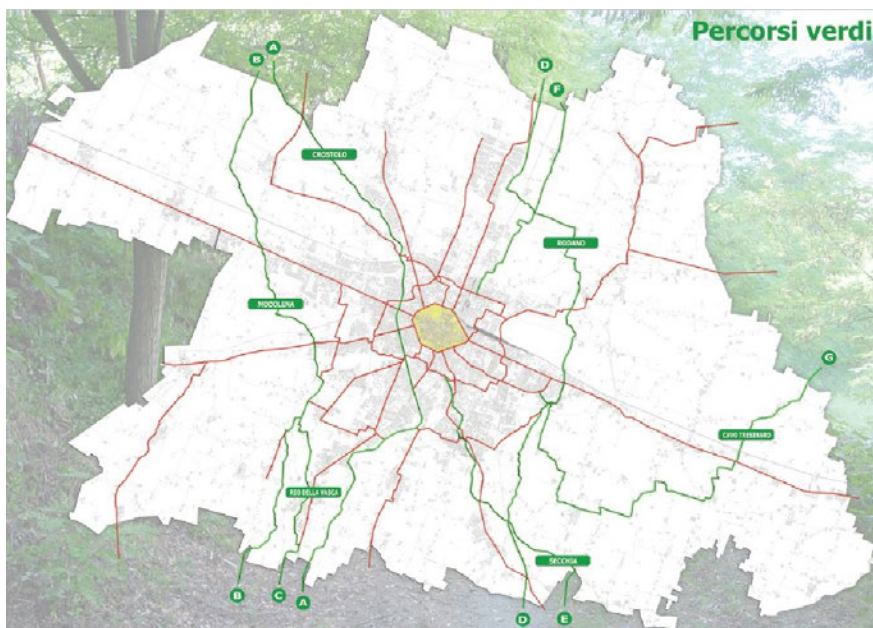 Percorsi verdi
A
B
D
F
CROSTOLO
RODANO
MODOLENA
G
CAVO TRESINARO
RIO DELLA VASCA
SECCHIA
B
C
A
D
E